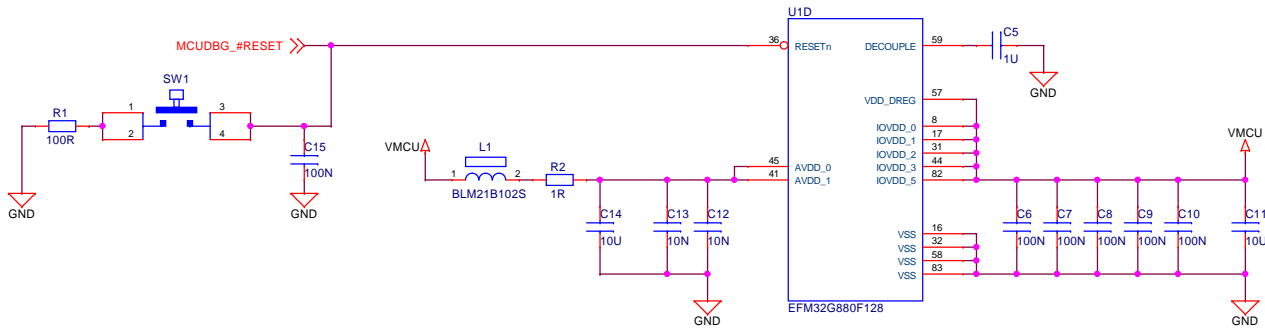 U1D
MCUDBG_#RESET
36
RESETn
DECOUPLE
59
C5
1U
GND
SW1
R1
100R
1
2
3
4
C15
100N
GND
GND
VMCU
1
L1
2
BLM21B102S
R2
1R
45
AVDD_0
41
AVDD_1
C14
10U
C13
10N
C12
10N
GND
VDD_DREG
57
IOVDD_0
8
IOVDD_1
17
IOVDD_2
31
IOVDD_3
44
IOVDD_5
82
VMCU
C6
100N
C7
100N
C8
100N
C9
100N
C10
100N
C11
10U
VSS
16
VSS
32
VSS
58
VSS
83
GND
EFM32G880F128